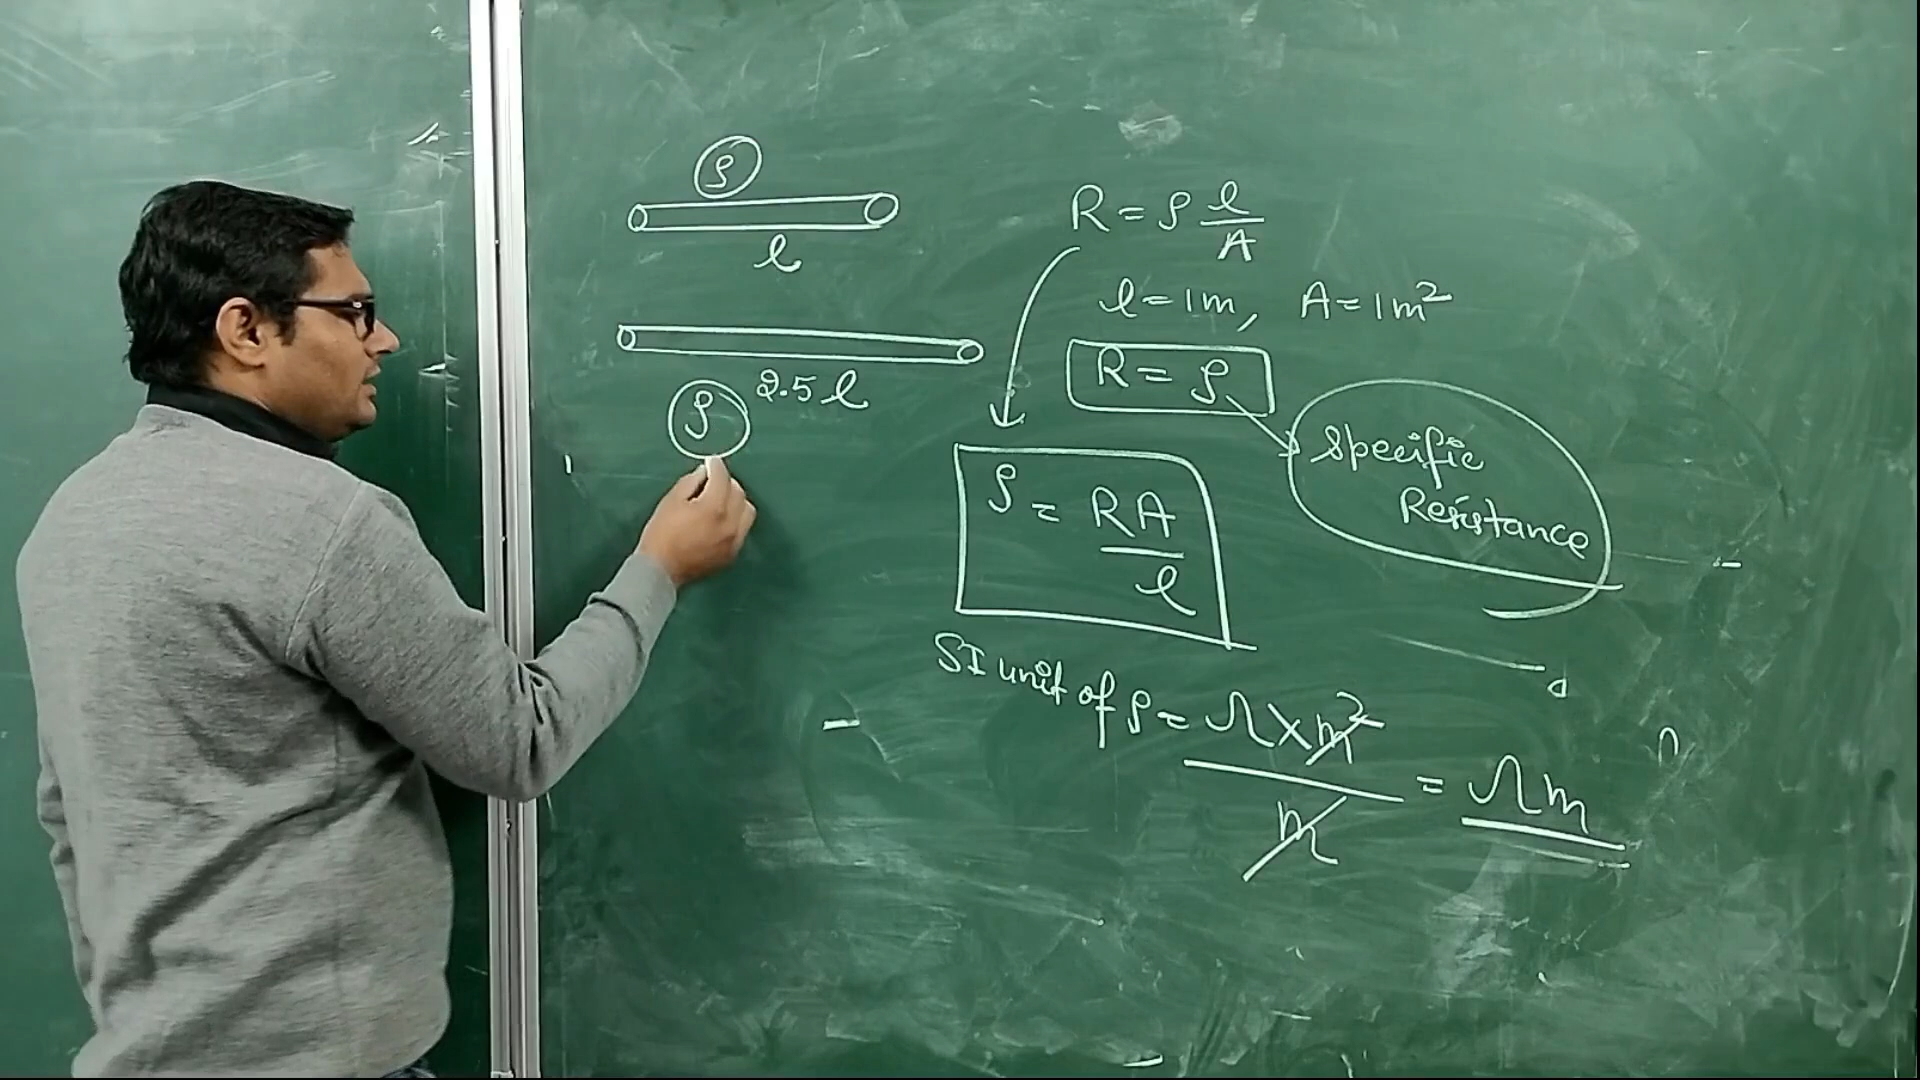 ρ
l
2.5 l
ρ
R = ρ l/A
l = 1m, A = 1m²
R = ρ
Specific
Resistance
ρ = RA/l
SI unit of ρ = Ω × m²/m = Ωm